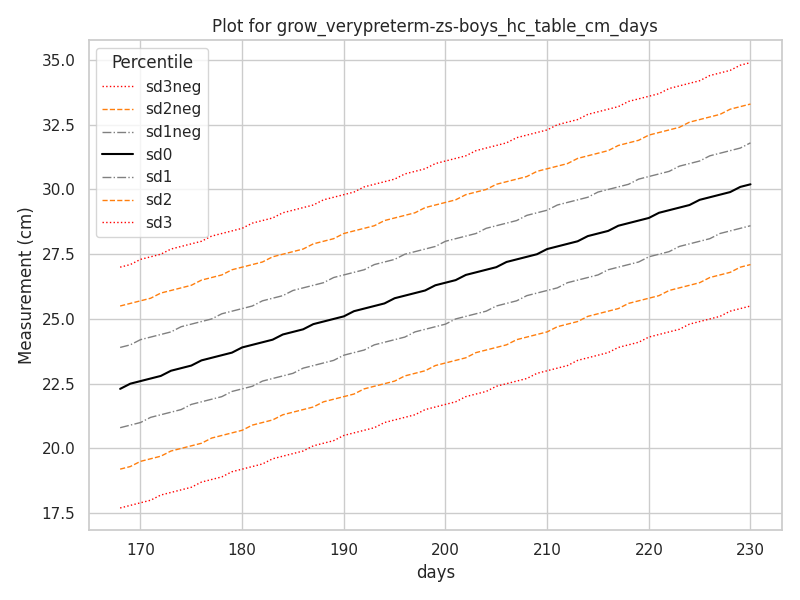 Plot for grow_verypreterm-zs-boys_hc_table_cm_days
Percentile
sd3neg
sd2neg
sd1neg
sd0
sd1
sd2
sd3
Measurement (cm)
35.0
32.5
30.0
27.5
25.0
22.5
20.0
17.5
170 180 190 200 210 220 230
days